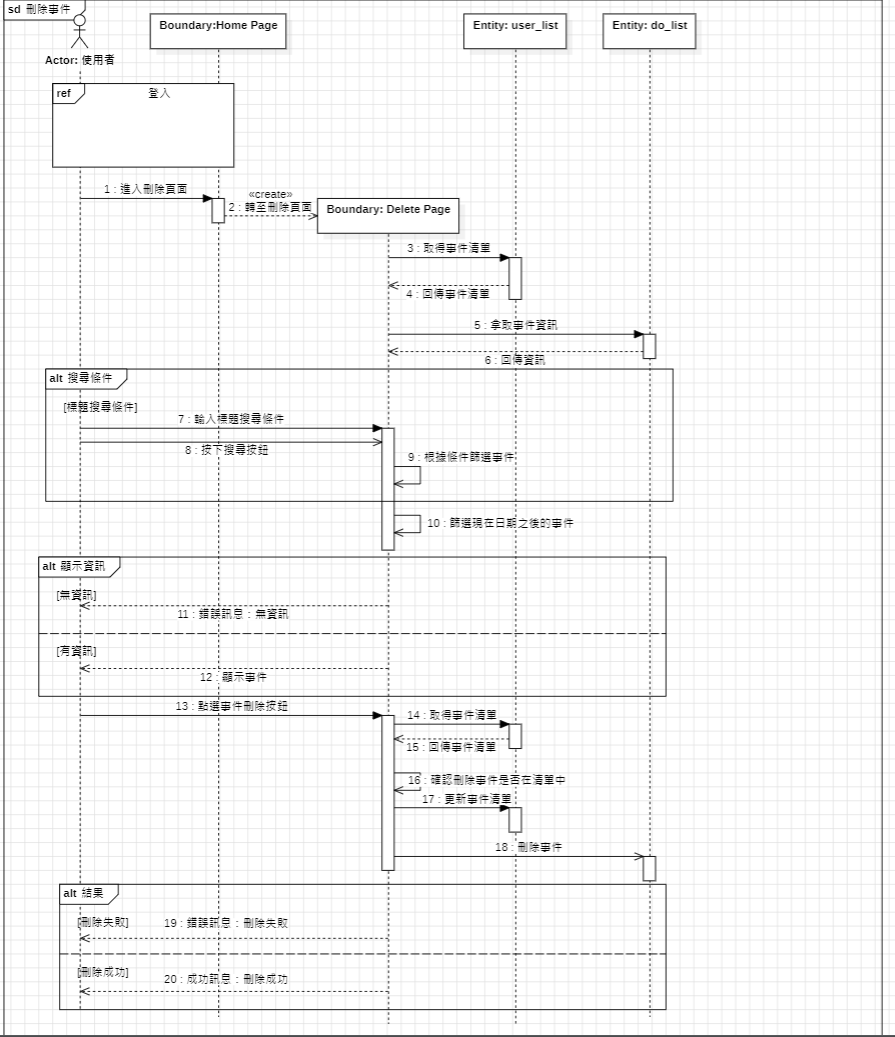 sd 刪除事件
Boundary:Home Page
Entity: user_list
Entity: do_list
Actor: 使用者
ref
登入
1 : 進入刪除頁面
«create»
2 : 轉至刪除頁面
Boundary: Delete Page
3 : 取得事件清單
4 : 回傳事件清單
5 : 拿取事件資訊
6 : 回傳資訊
alt 搜尋條件
[標題搜尋條件]
7 : 輸入標題搜尋條件
8 : 按下搜尋按鈕
9 : 根據條件篩選事件
10 : 篩選現在日期之後的事件
alt 顯示資訊
[無資訊]
11 : 錯誤訊息：無資訊
[有資訊]
12 : 顯示事件
13 : 點選事件刪除按鈕
14 : 取得事件清單
15 : 回傳事件清單
16 : 確認刪除事件是否在清單中
17 : 更新事件清單
18 : 刪除事件
alt 結果
[刪除失敗]
19 : 錯誤訊息：刪除失敗
[刪除成功]
20 : 成功訊息：刪除成功